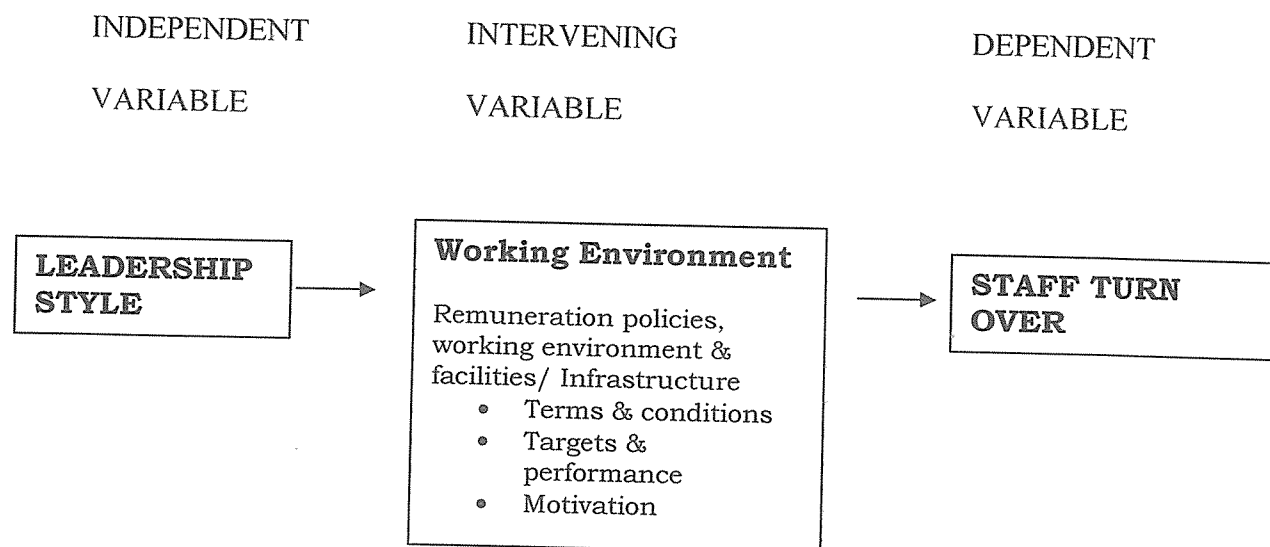 INDEPENDENT
VARIABLE
INTERVENING
VARIABLE
DEPENDENT
VARIABLE
LEADERSHIP
STYLE
Working Environment
Remuneration policies,
working environment &
facilities/ Infrastructure
• Terms & conditions
• Targets &
performance
• Motivation
STAFF TURN
OVER